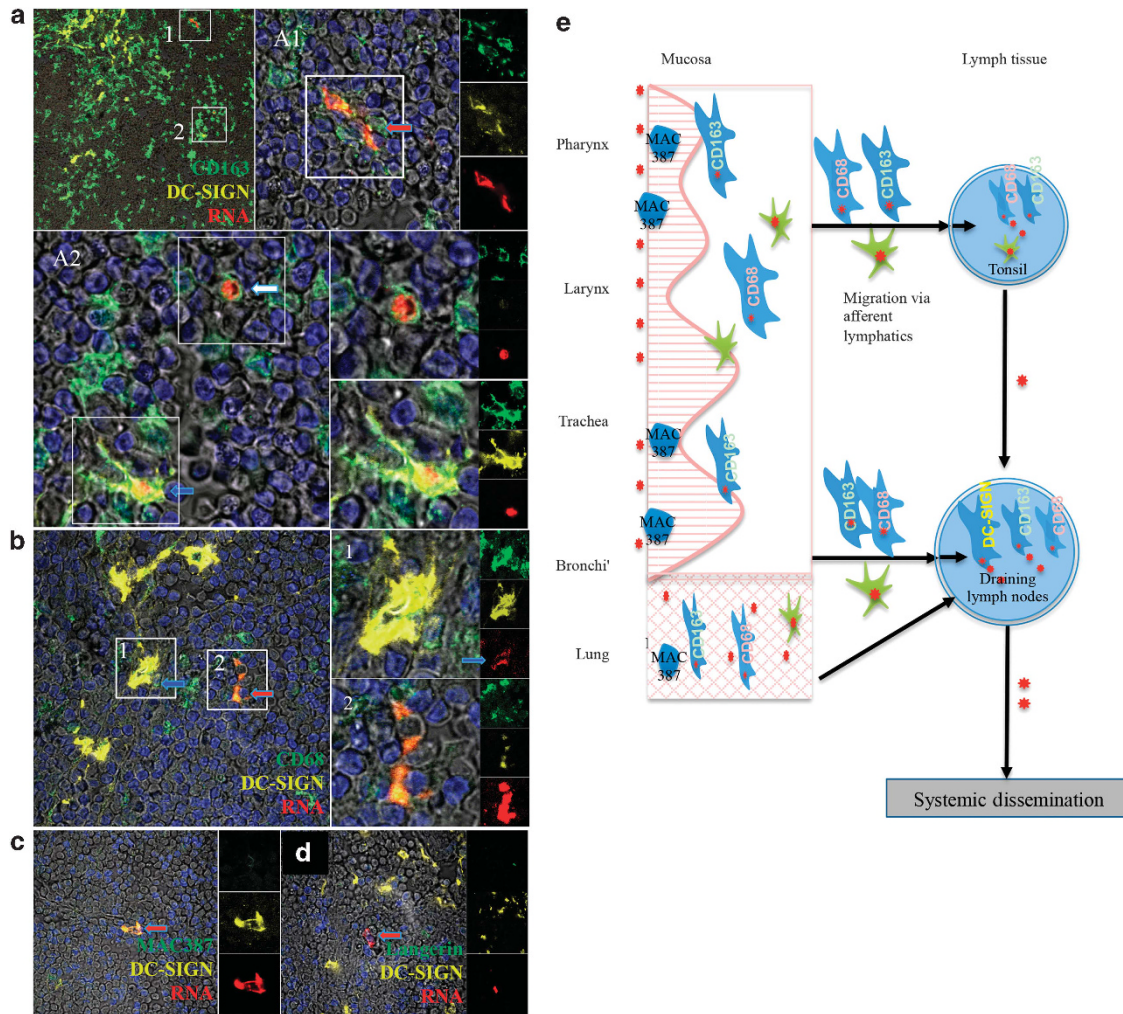 a
1
2
CD163
DC-SIGN
RNA
A1
A2
b
1
2
CD68
DC-SIGN
RNA
1
2
c
MAC387
DC-SIGN
RNA
d
Langerin
DC-SIGN
RNA
e
Mucosa
Lymph tissue
Pharynx
MAC
387
CD163
CD68
CD163
CD68
CD163
Tonsil
MAC
387
Larynx
CD68
Migration via
afferent
lymphatics
Trachea
MAC
387
CD163
CD163
CD68
DC-SIGN
CD163
CD68
Draining
lymph nodes
MAC
387
Bronchi'
Lung
MAC
387
CD163
CD68
Systemic dissemination